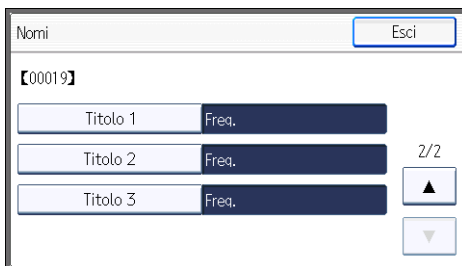 Nomi Esci
【00019】
Titolo 1 Freq.
Titolo 2 Freq.
2/2
Titolo 3 Freq.